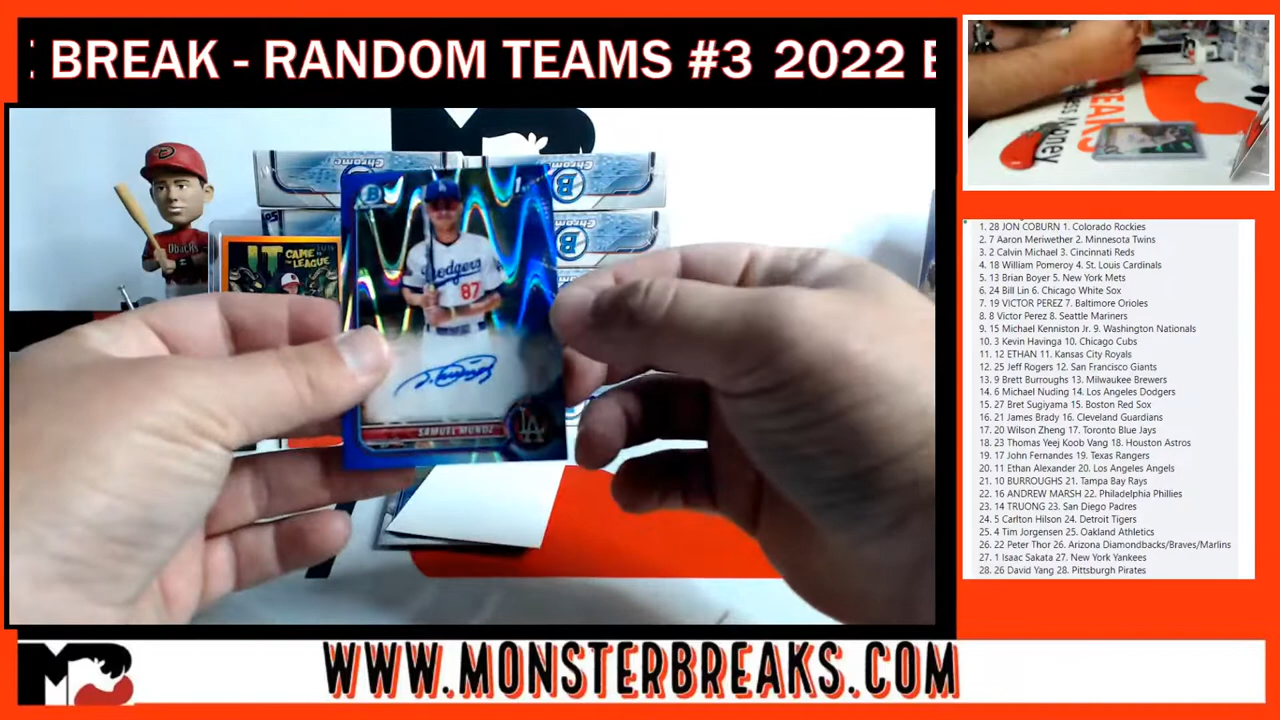 BREAK - RANDOM TEAMS #3 2022
Chrome
Chrome
B
B
Dbacks
IT CAME
LEAGUE
B
1st
Dodgers
87
SAMUEL MUNOZ
LA
Money
1. 28 JON COBURN 1. Colorado Rockies
2. 7 Aaron Meriwether 2. Minnesota Twins
3. 2 Calvin Michael 3. Cincinnati Reds
4. 18 William Pomeroy 4. St. Louis Cardinals
5. 13 Brian Boyer 5. New York Mets
6. 24 Bill Lin 6. Chicago White Sox
7. 19 VICTOR PEREZ 7. Baltimore Orioles
8. 8 Victor Perez 8. Seattle Mariners
9. 15 Michael Kenniston Jr. 9. Washington Nationals
10. 3 Kevin Havinga 10. Chicago Cubs
11. 12 ETHAN 11. Kansas City Royals
12. 25 Jeff Rogers 12. San Francisco Giants
13. 9 Brett Burroughs 13. Milwaukee Brewers
14. 6 Michael Nuding 14. Los Angeles Dodgers
15. 27 Bret Sugiyama 15. Boston Red Sox
16. 21 James Brady 16. Cleveland Guardians
17. 20 Wilson Zheng 17. Toronto Blue Jays
18. 23 Thomas Yeej Koob Vang 18. Houston Astros
19. 17 John Fernandes 19. Texas Rangers
20. 11 Ethan Alexander 20. Los Angeles Angels
21. 10 BURROUGHS 21. Tampa Bay Rays
22. 16 ANDREW MARSH 22. Philadelphia Phillies
23. 14 TRUONG 23. San Diego Padres
24. 5 Carlton Hilson 24. Detroit Tigers
25. 4 Tim Jorgensen 25. Oakland Athletics
26. 22 Peter Thor 26. Arizona Diamondbacks/Braves/Marlins
27. 1 Isaac Sakata 27. New York Yankees
28. 26 David Yang 28. Pittsburgh Pirates
WWW.MONSTERBREAKS.COM